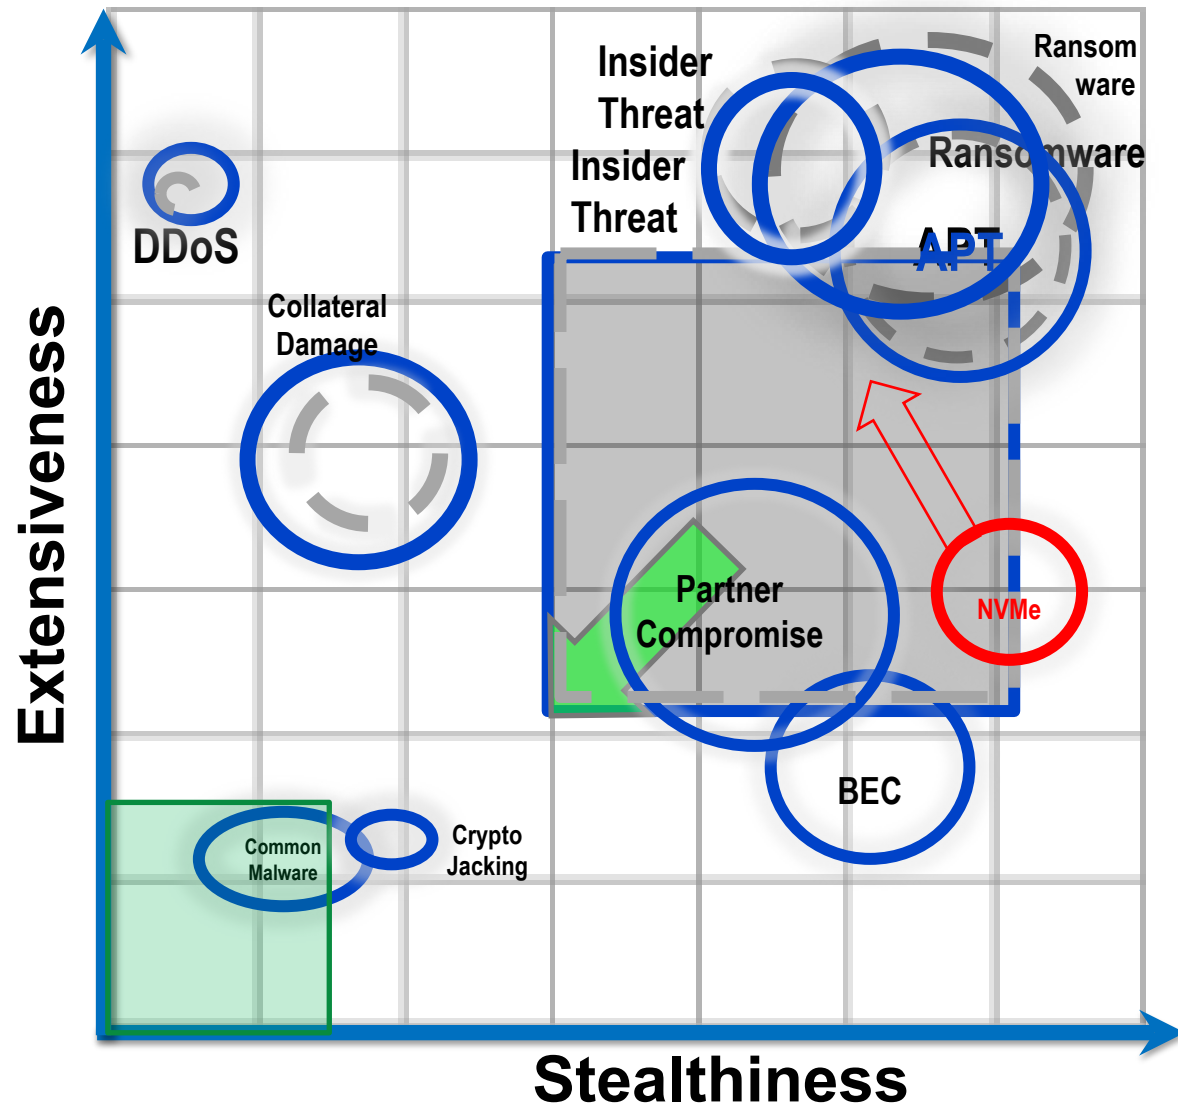 Insider
Threat
Ransom
ware
Insider
Threat
Ransomware
DDoS
APT
APT
Collateral
Damage
Extensiveness
Partner
Compromise
NVMe
BEC
Common
Malware
Crypto
Jacking
Stealthiness